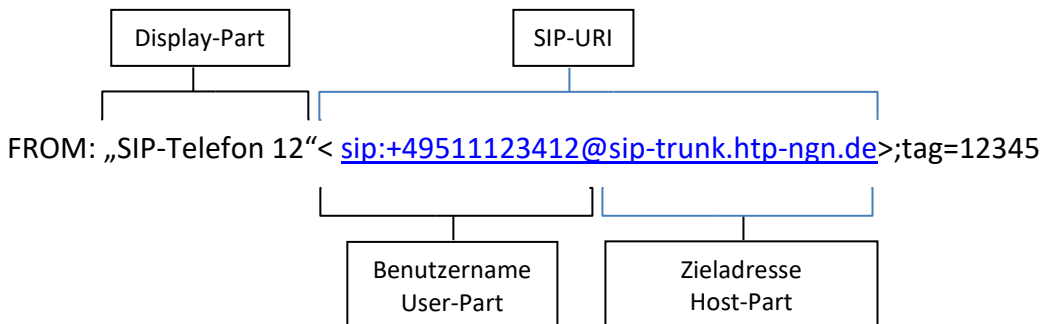 Display-Part
SIP-URI
FROM: „SIP-Telefon 12“< sip:+49511123412@sip-trunk.htp-ngn.de>;tag=12345
Benutzername
User-Part
Zieladresse
Host-Part